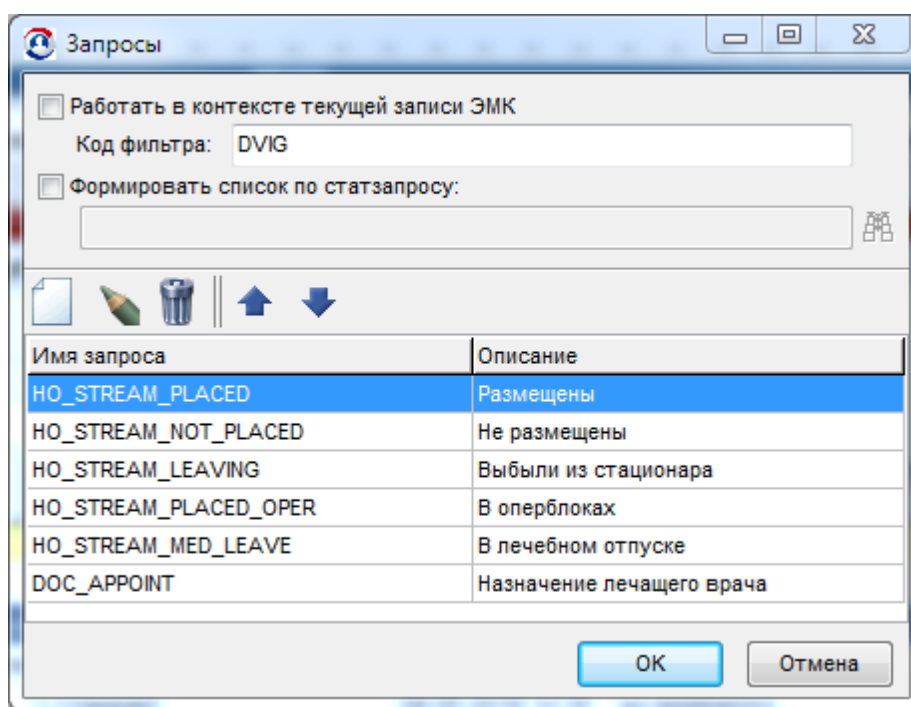 Запросы
Работать в контексте текущей записи ЭМК
Код фильтра: DVIG
Формировать список по статзапросу:
Имя запроса Описание
HO_STREAM_PLACED Размещены
HO_STREAM_NOT_PLACED Не размещены
HO_STREAM_LEAVING Выбыли из стационара
HO_STREAM_PLACED_OPER В оперблоках
HO_STREAM_MED_LEAVE В лечебном отпуске
DOC_APPOINT Назначение лечащего врача
OK Отмена